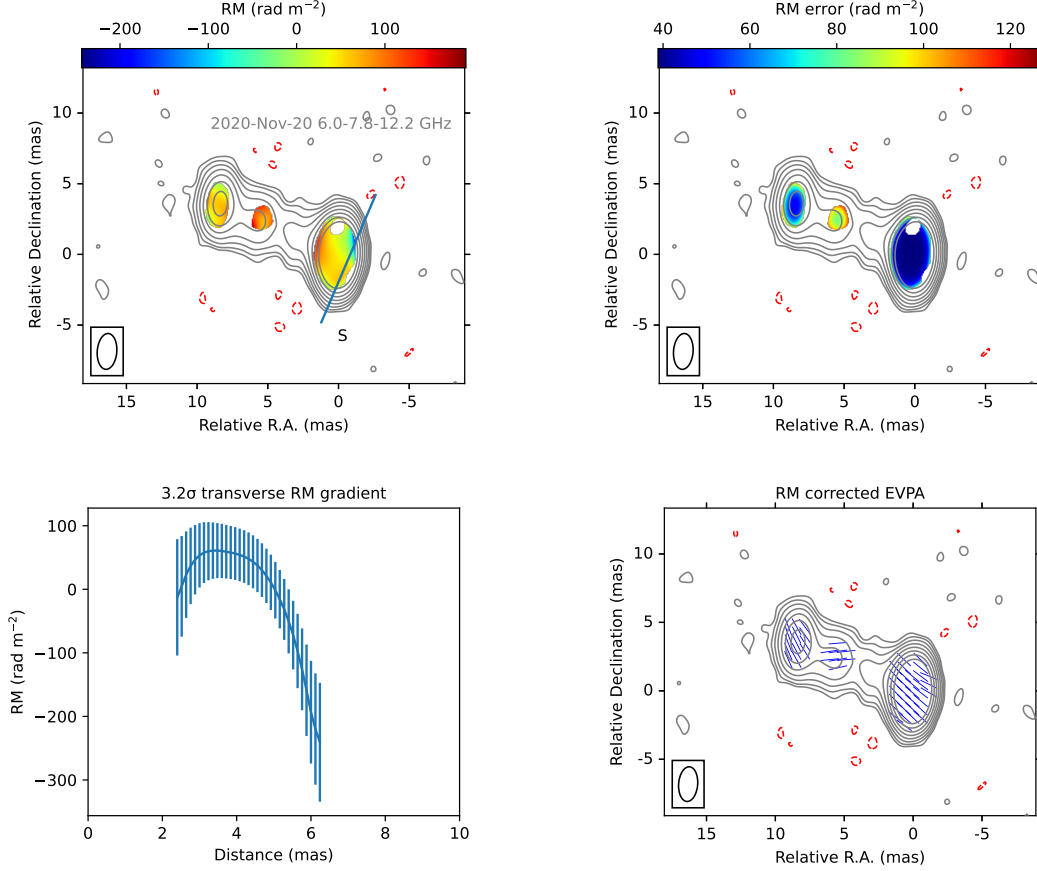 RM (rad m⁻²)
−200 −100 0 100
2020-Nov-20 6.0-7.8-12.2 GHz
S
10
5
0
-5
Relative Declination (mas)
15 10 5 0 -5
Relative R.A. (mas)
RM error (rad m⁻²)
40 60 80 100 120
10
5
0
-5
Relative Declination (mas)
15 10 5 0 -5
Relative R.A. (mas)
3.2σ transverse RM gradient
100
0
−100
−200
−300
RM (rad m⁻²)
0 2 4 6 8 10
Distance (mas)
RM corrected EVPA
10
5
0
-5
Relative Declination (mas)
15 10 5 0 -5
Relative R.A. (mas)